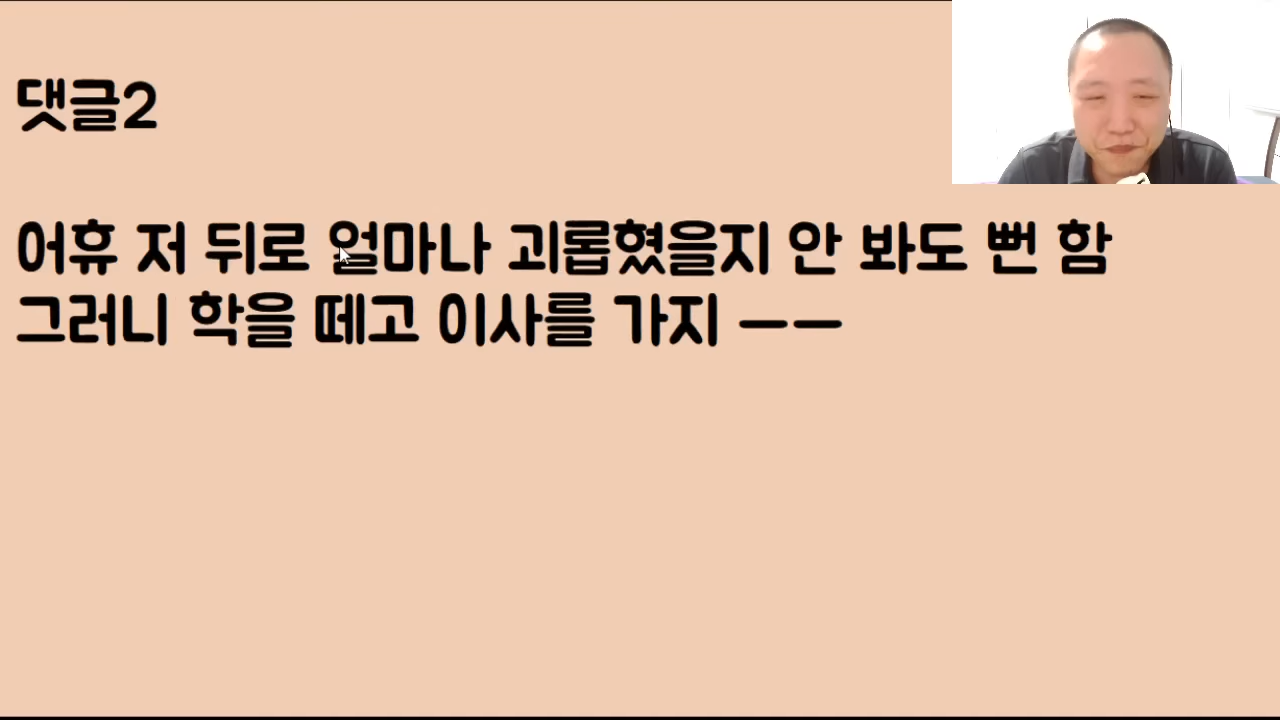 댓글2
어휴 저 뒤로 얼마나 괴롭혔을지 안 봐도 뻔 함
그러니 학을 떼고 이사를 가지 ㅡㅡ